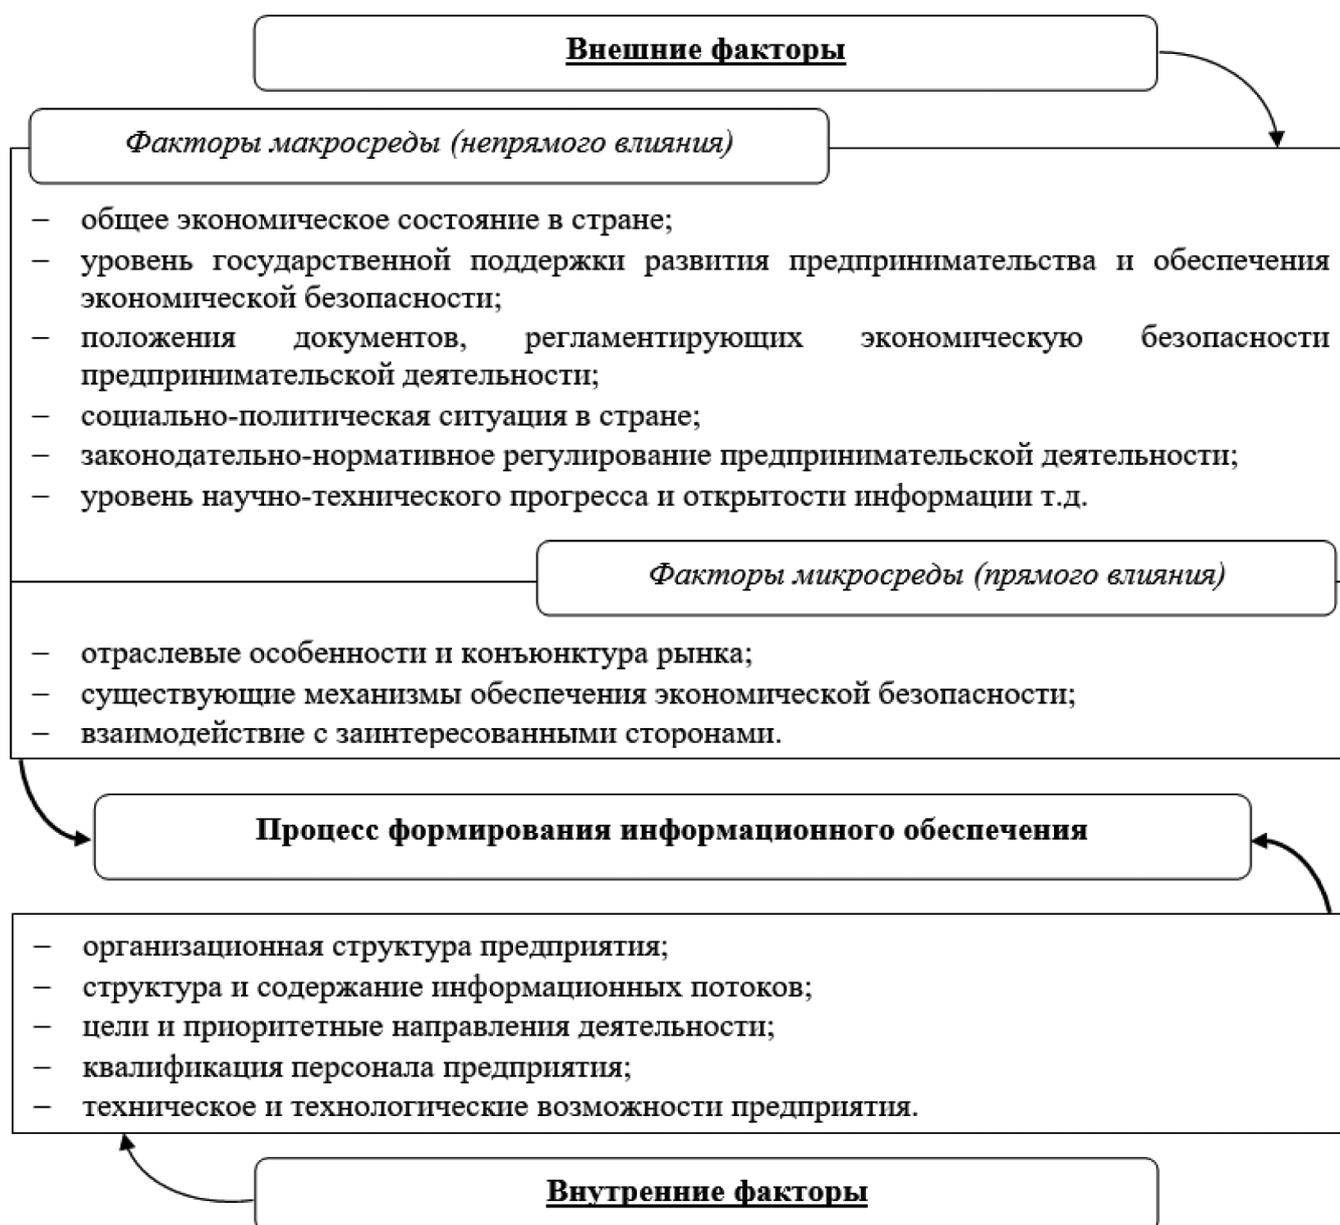 Внешние факторы
Факторы макросреды (непрямого влияния)
– общее экономическое состояние в стране;
– уровень государственной поддержки развития предпринимательства и обеспечения
экономической безопасности;
– положения документов, регламентирующих экономическую безопасности
предпринимательской деятельности;
– социально-политическая ситуация в стране;
– законодательно-нормативное регулирование предпринимательской деятельности;
– уровень научно-технического прогресса и открытости информации т.д.
Факторы микросреды (прямого влияния)
– отраслевые особенности и конъюнктура рынка;
– существующие механизмы обеспечения экономической безопасности;
– взаимодействие с заинтересованными сторонами.
Процесс формирования информационного обеспечения
– организационная структура предприятия;
– структура и содержание информационных потоков;
– цели и приоритетные направления деятельности;
– квалификация персонала предприятия;
– техническое и технологические возможности предприятия.
Внутренние факторы